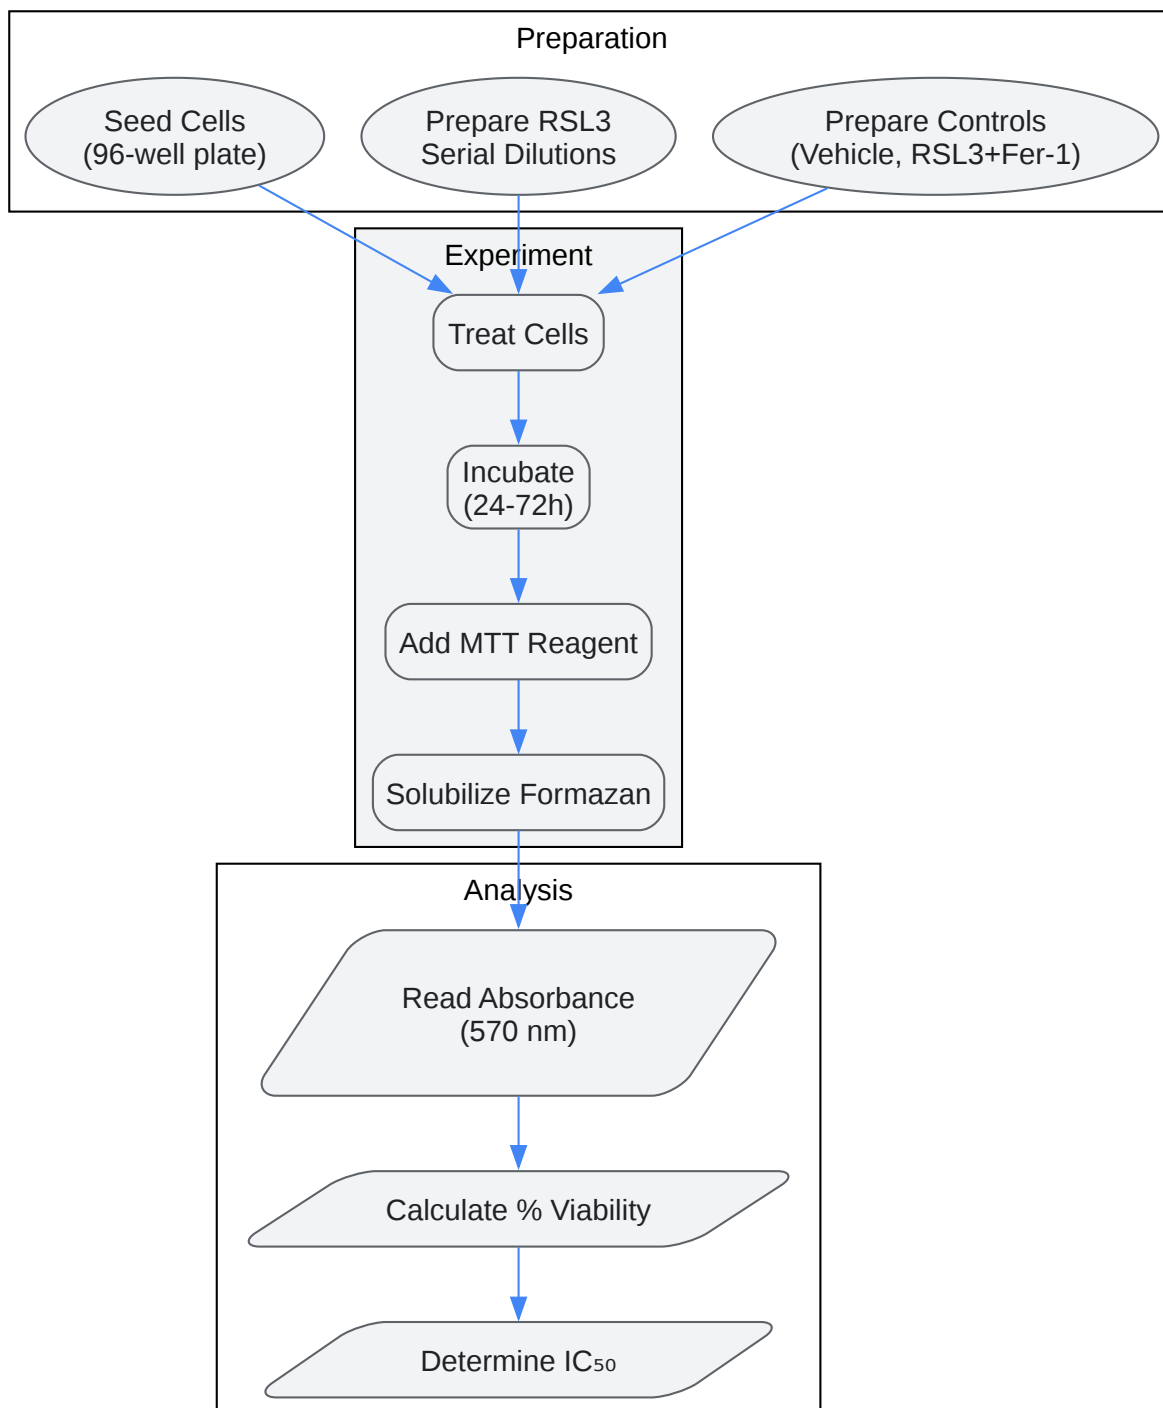 Preparation
Seed Cells
(96-well plate)
Prepare RSL3
Serial Dilutions
Prepare Controls
(Vehicle, RSL3+Fer-1)
Experiment
Treat Cells
Incubate
(24-72h)
Add MTT Reagent
Solubilize Formazan
Analysis
Read Absorbance
(570 nm)
Calculate % Viability
Determine IC₅₀